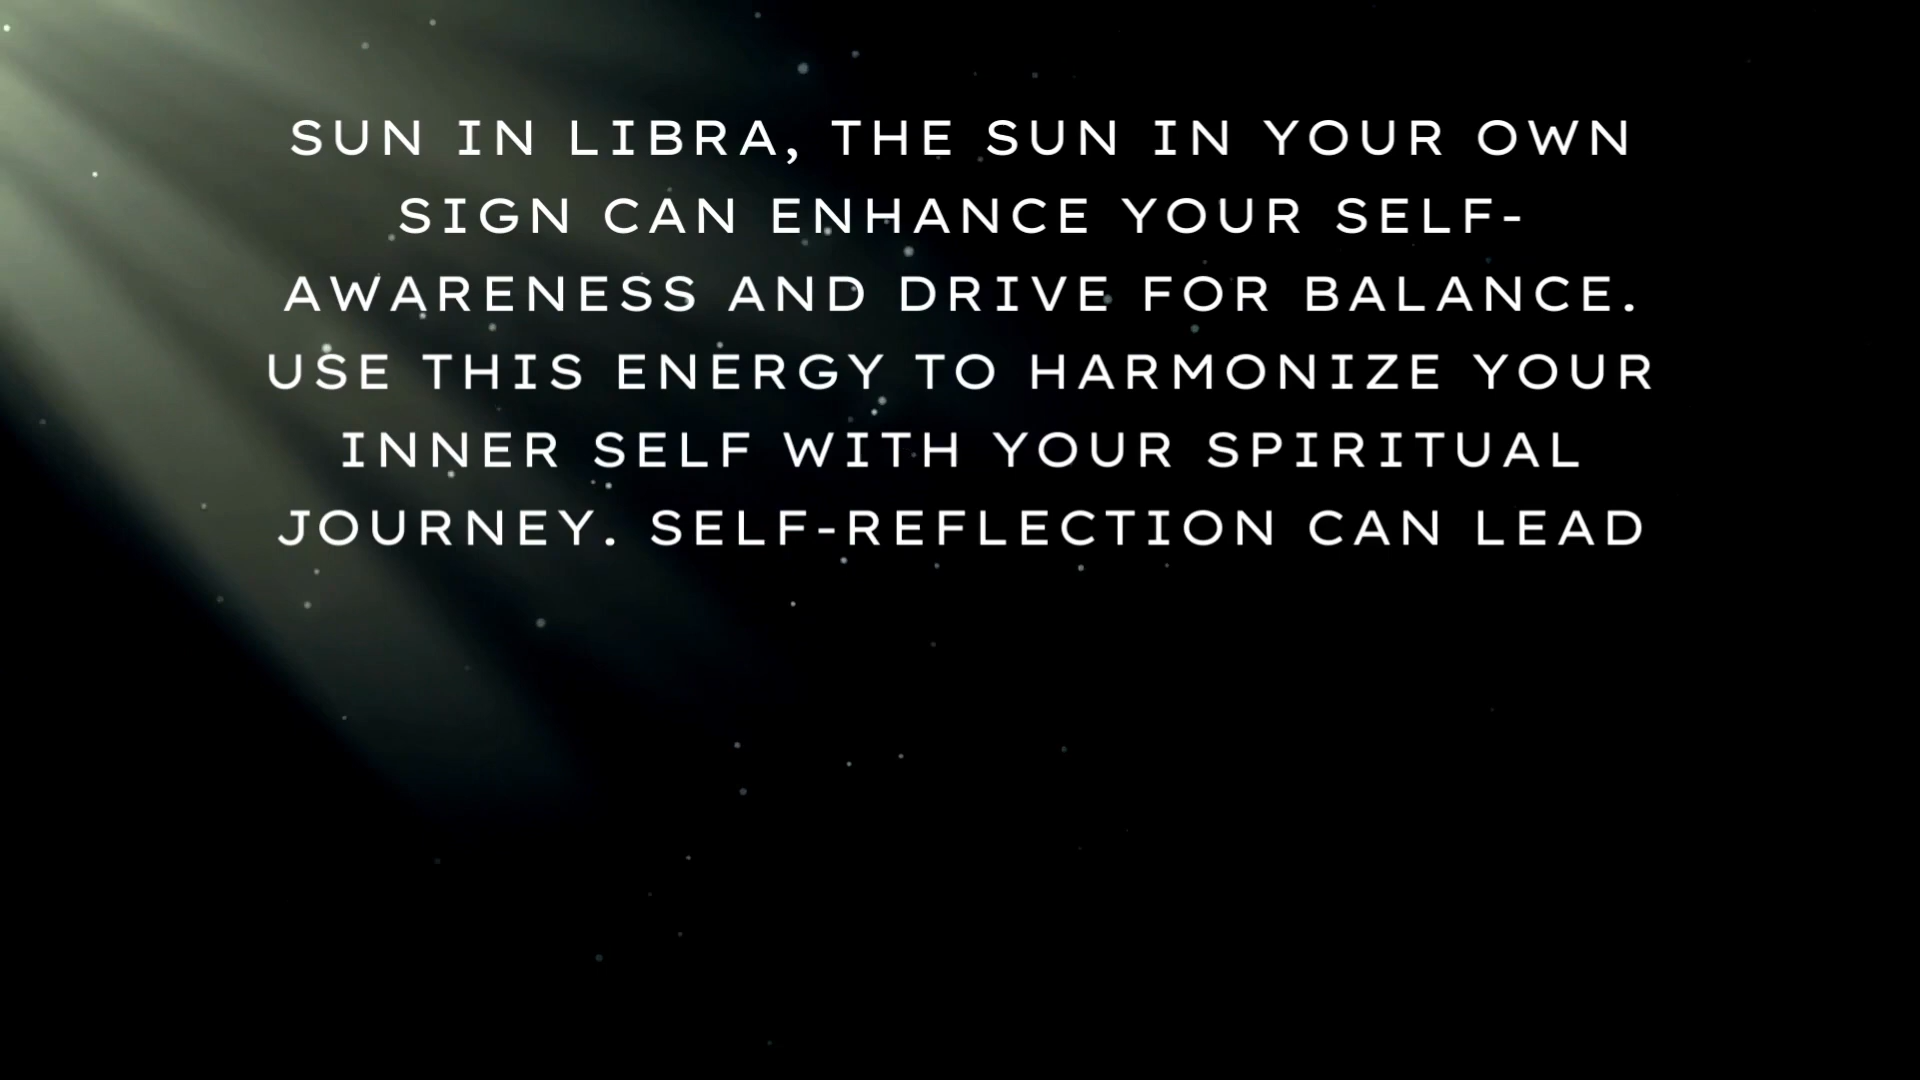 SUN IN LIBRA, THE SUN IN YOUR OWN
SIGN CAN ENHANCE YOUR SELF-
AWARENESS AND DRIVE FOR BALANCE.
USE THIS ENERGY TO HARMONIZE YOUR
INNER SELF WITH YOUR SPIRITUAL
JOURNEY. SELF-REFLECTION CAN LEAD